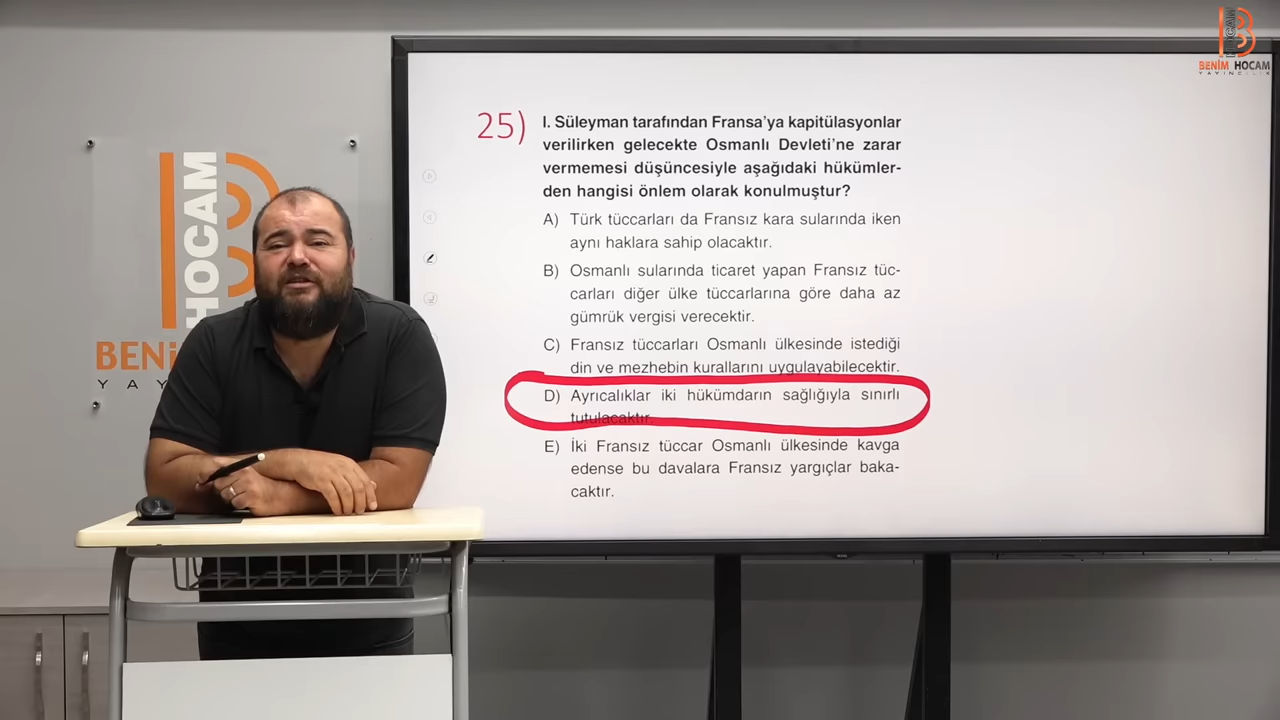 HOCAM
BENİM HOCAM
YAYINCILIK
HOCAM
BENİ
YAY
25)
I. Süleyman tarafından Fransa'ya kapitülasyonlar
verilirken gelecekte Osmanlı Devleti'ne zarar
vermemesi düşüncesiyle aşağıdaki hükümler-
den hangisi önlem olarak konulmuştur?
A) Türk tüccarları da Fransız kara sularında iken
aynı haklara sahip olacaktır.
B) Osmanlı sularında ticaret yapan Fransız tüc-
carları diğer ülke tüccarlarına göre daha az
gümrük vergisi verecektir.
C) Fransız tüccarları Osmanlı ülkesinde istediği
din ve mezhebin kurallarını uygulayabilecektir.
D) Ayrıcalıklar iki hükümdarın sağlığıyla sınırlı
tutulacaktır.
E) İki Fransız tüccar Osmanlı ülkesinde kavga
edense bu davalara Fransız yargıçlar baka-
caktır.